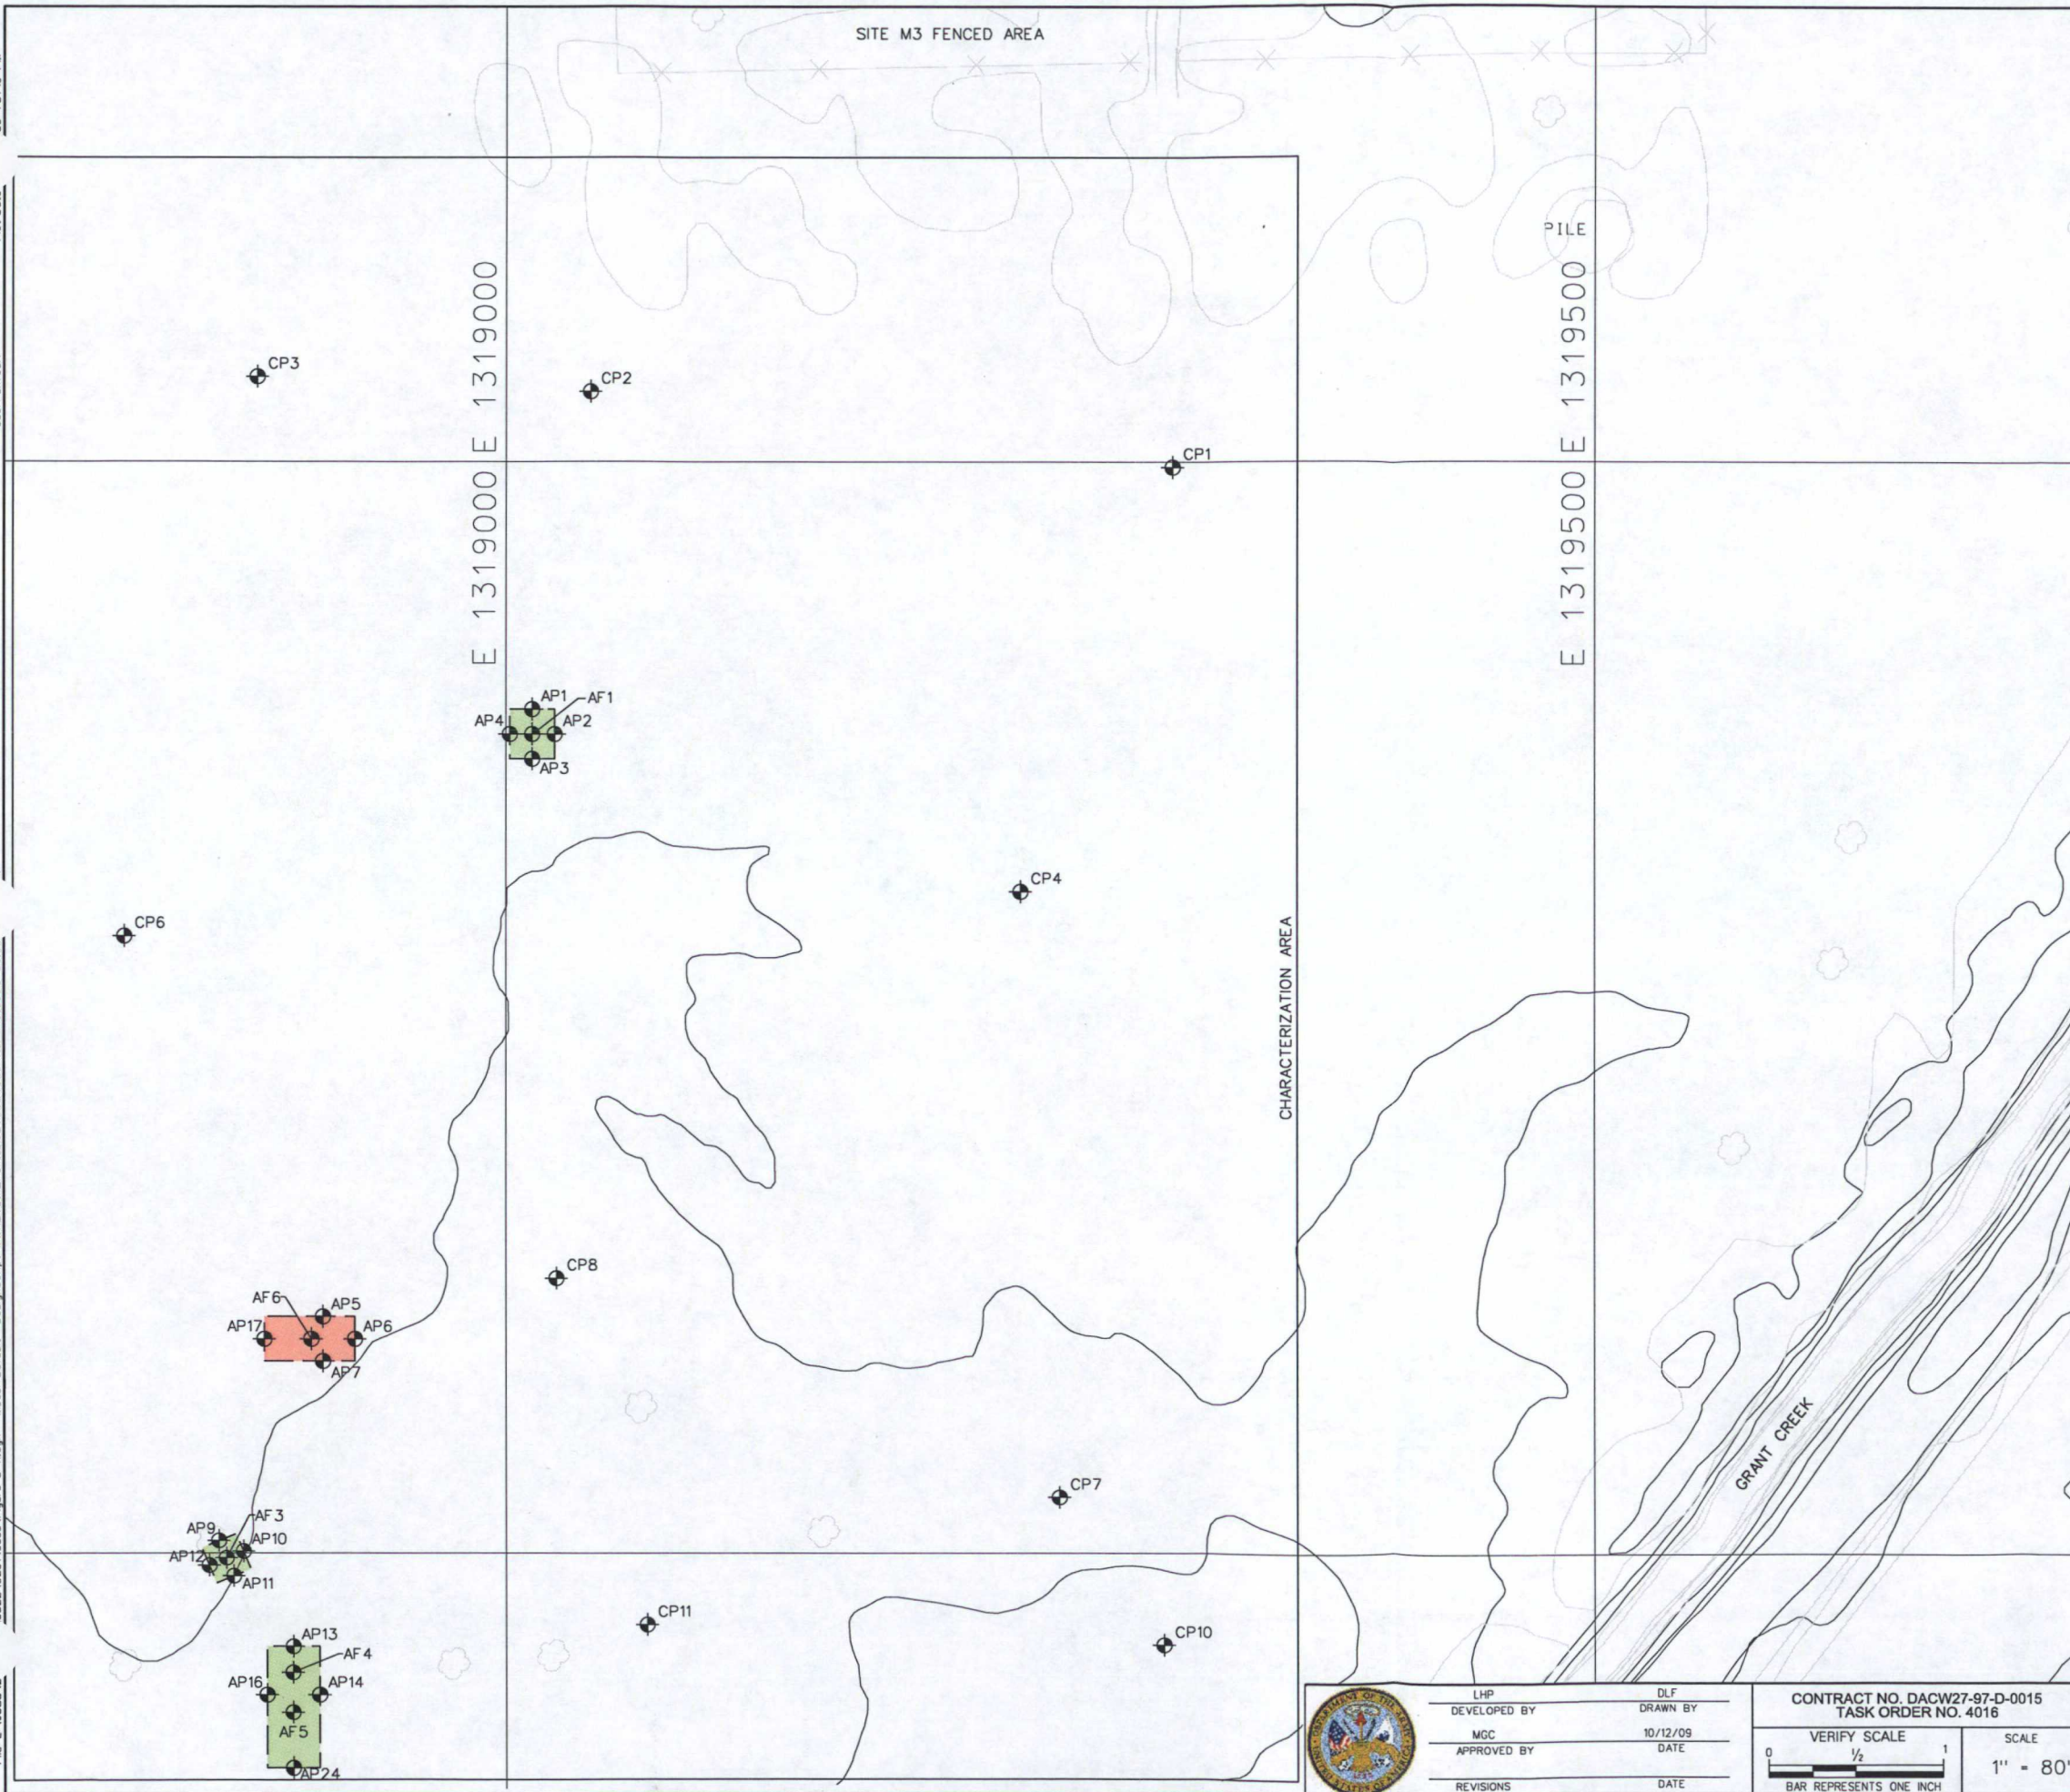 SITE M3 FENCED AREA
PILE
E 1319000 E 1319000
E 1319500 E 1319500
CP3
CP2
CP1
AP1
AF1
AP4
AP2
AP3
CP4
CP6
CHARACTERIZATION AREA
CP8
AF6
AP5
AP17
AP6
AP7
GRANT CREEK
CP7
AF3
AP9
AP10
AP12
AP11
CP11
CP10
AP13
AF4
AP16
AP14
AF5
AP24
LHP
DEVELOPED BY
DLF
DRAWN BY
MGC
APPROVED BY
10/12/09
DATE
REVISIONS
DATE
CONTRACT NO. DACW27-97-D-0015
TASK ORDER NO. 4016
VERIFY SCALE
0 1/2 1
BAR REPRESENTS ONE INCH
SCALE
1" = 80'